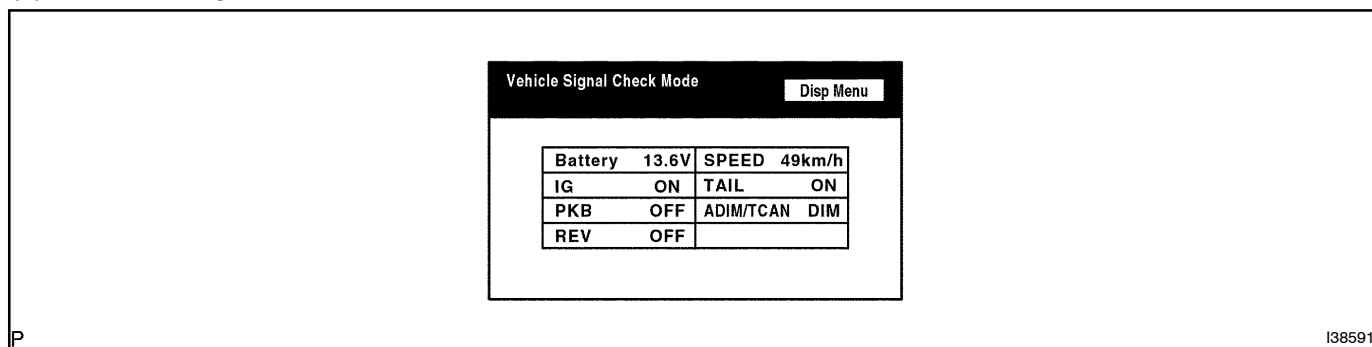 Vehicle Signal Check Mode
Disp Menu
Battery 13.6V SPEED 49km/h
IG ON TAIL ON
PKB OFF ADIM/TCAN DIM
REV OFF
P
I38591